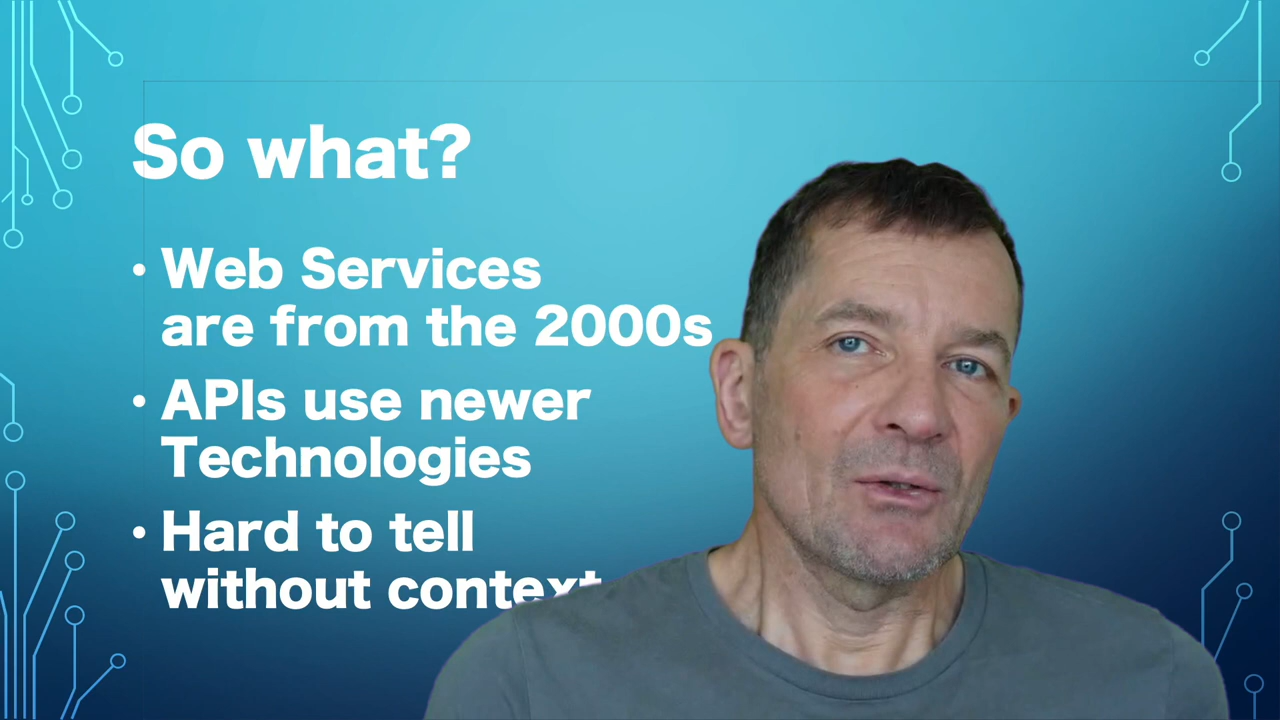 So what?
• Web Services
are from the 2000s
• APIs use newer
Technologies
• Hard to tell
without context